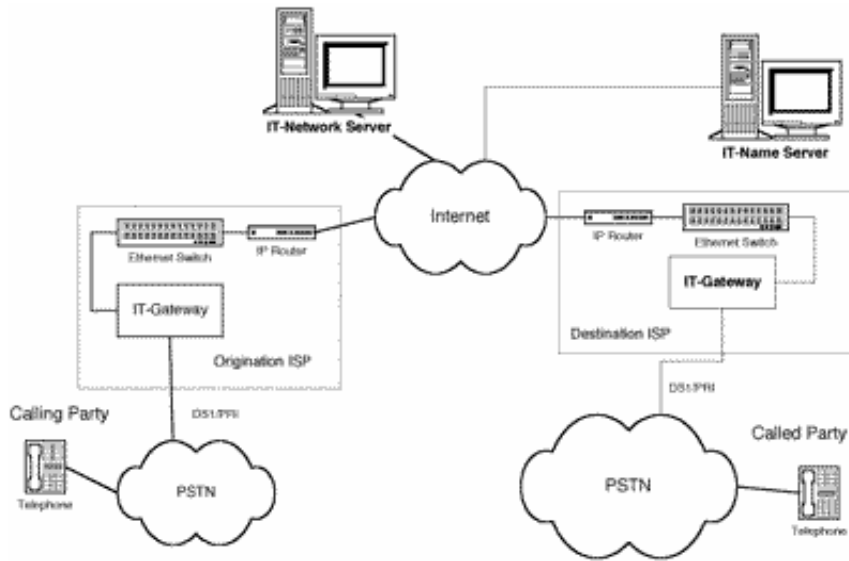 IT-Network Server
IT-Name Server
Internet
Ethernet Switch
IP Router
IT-Gateway
Origination ISP
IP Router
Ethernet Switch
IT-Gateway
Destination ISP
DS1/PRI
DS1/PRI
Calling Party
Called Party
PSTN
PSTN
Telephone
Telephone